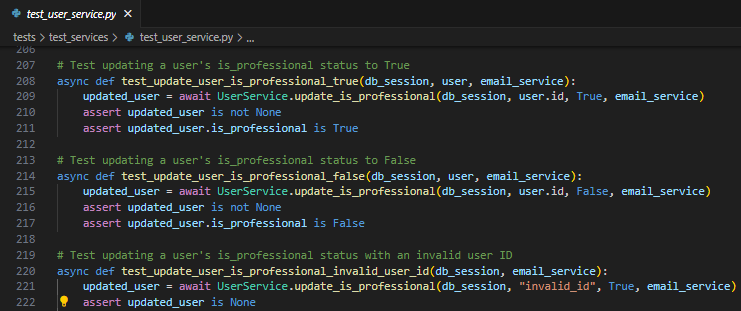 test_user_service.py ×
tests > test_services > test_user_service.py > ...
206
207 # Test updating a user's is_professional status to True
208 async def test_update_user_is_professional_true(db_session, user, email_service):
209     updated_user = await UserService.update_is_professional(db_session, user.id, True, email_service)
210     assert updated_user is not None
211     assert updated_user.is_professional is True
212
213 # Test updating a user's is_professional status to False
214 async def test_update_user_is_professional_false(db_session, user, email_service):
215     updated_user = await UserService.update_is_professional(db_session, user.id, False, email_service)
216     assert updated_user is not None
217     assert updated_user.is_professional is False
218
219 # Test updating a user's is_professional status with an invalid user ID
220 async def test_update_user_is_professional_invalid_user_id(db_session, email_service):
221     updated_user = await UserService.update_is_professional(db_session, "invalid_id", True, email_service)
222     assert updated_user is None